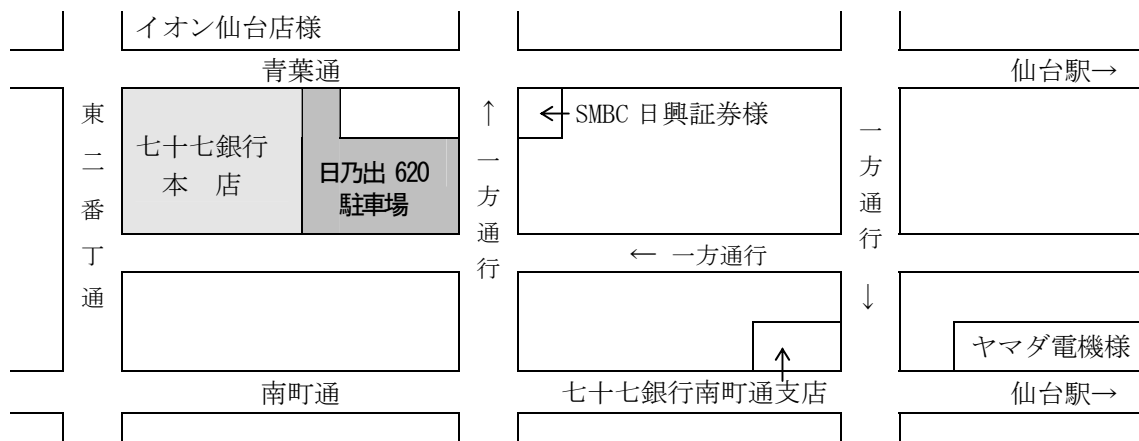 イオン仙台店様
青葉通
仙台駅→
東二番丁通
七十七銀行
本 店
日乃出 620
駐車場
↑一方通行
←SMBC 日興証券様
一方通行↓
← 一方通行
ヤマダ電機様
南町通
七十七銀行南町通支店
仙台駅→